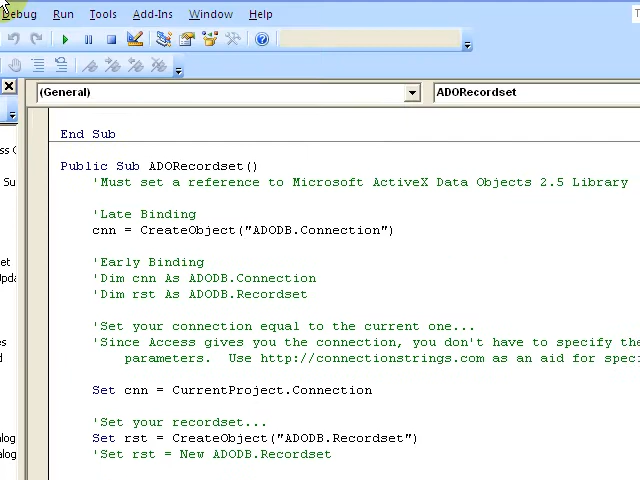 Debug Run Tools Add-Ins Window Help
(General) ADORecordset
End Sub
Public Sub ADORecordset()
'Must set a reference to Microsoft ActiveX Data Objects 2.5 Library
'Late Binding
cnn = CreateObject("ADODB.Connection")
'Early Binding
'Dim cnn As ADODB.Connection
'Dim rst As ADODB.Recordset
'Set your connection equal to the current one...
'Since Access gives you the connection, you don't have to specify the
parameters.  Use http://connectionstrings.com as an aid for speci
Set cnn = CurrentProject.Connection
'Set your recordset...
Set rst = CreateObject("ADODB.Recordset")
'Set rst = New ADODB.Recordset